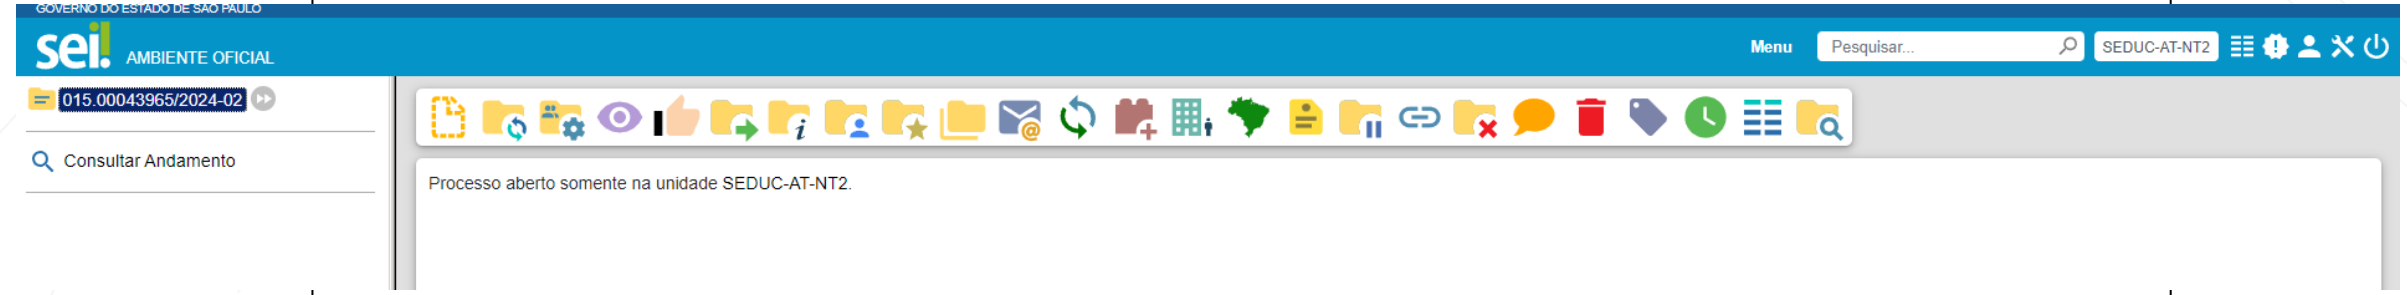 GOVERNO DO ESTADO DE SÃO PAULO
sei!
AMBIENTE OFICIAL
Menu
Pesquisar...
SEDUC-AT-NT2
015.00043965/2024-02
Consultar Andamento
Processo aberto somente na unidade SEDUC-AT-NT2.